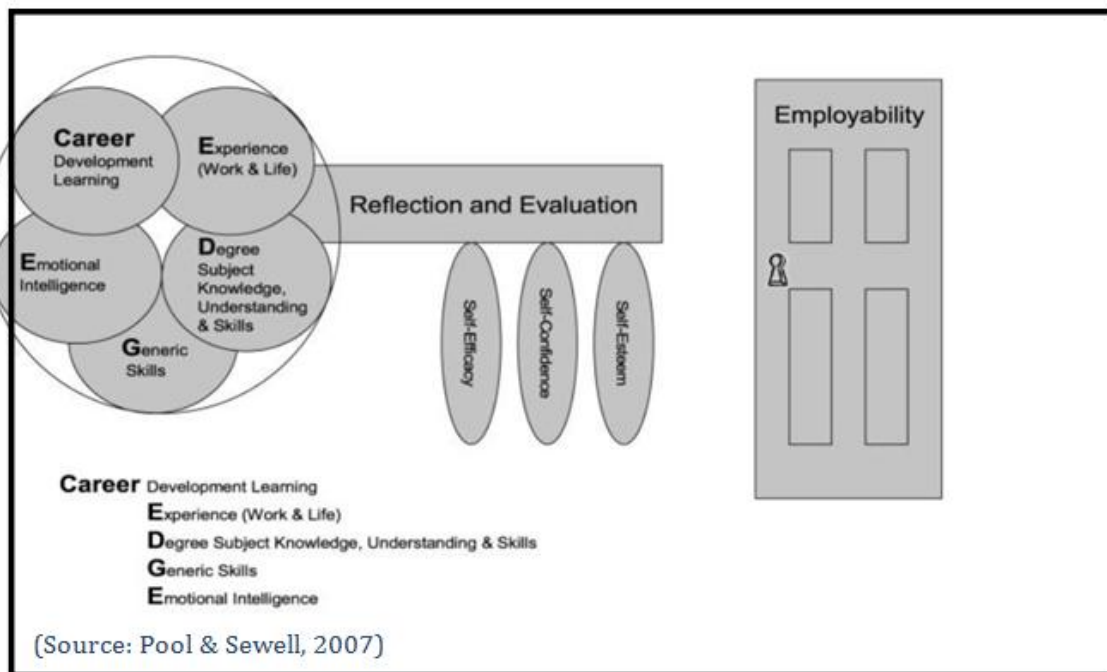 Career
Development
Learning
Experience
(Work & Life)
Emotional
Intelligence
Degree
Subject
Knowledge,
Understanding
& Skills
Generic
Skills
Reflection and Evaluation
Self-Efficacy
Self-Confidence
Self-Esteem
Employability
Career Development Learning
Experience (Work & Life)
Degree Subject Knowledge, Understanding & Skills
Generic Skills
Emotional Intelligence
(Source: Pool & Sewell, 2007)